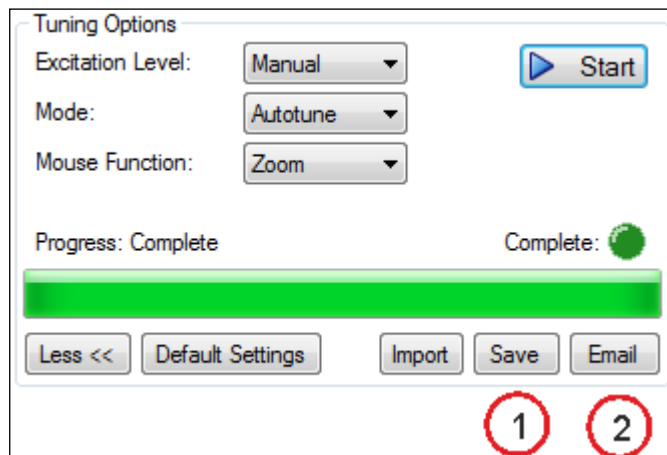 Tuning Options
Excitation Level: Manual Start
Mode: Autotune
Mouse Function: Zoom
Progress: Complete Complete:
Less << Default Settings Import Save Email
1 2